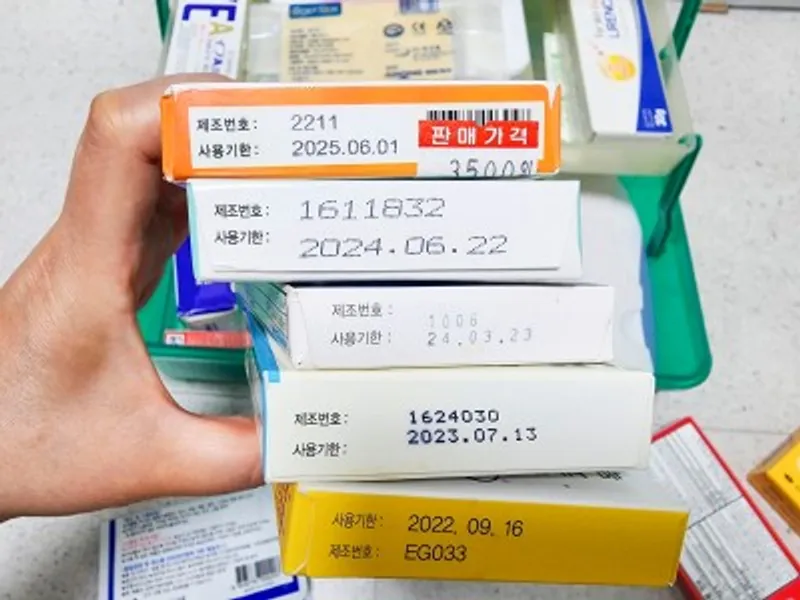 제조번호: 2211
사용기한: 2025.06.01
판매가격
3500원
제조번호: 1611832
사용기한: 2024.06.22
제조번호: 1006
사용기한: 24.03.23
제조번호: 1624030
사용기한: 2023.07.13
사용기한: 2022. 09. 16
제조번호: EG033